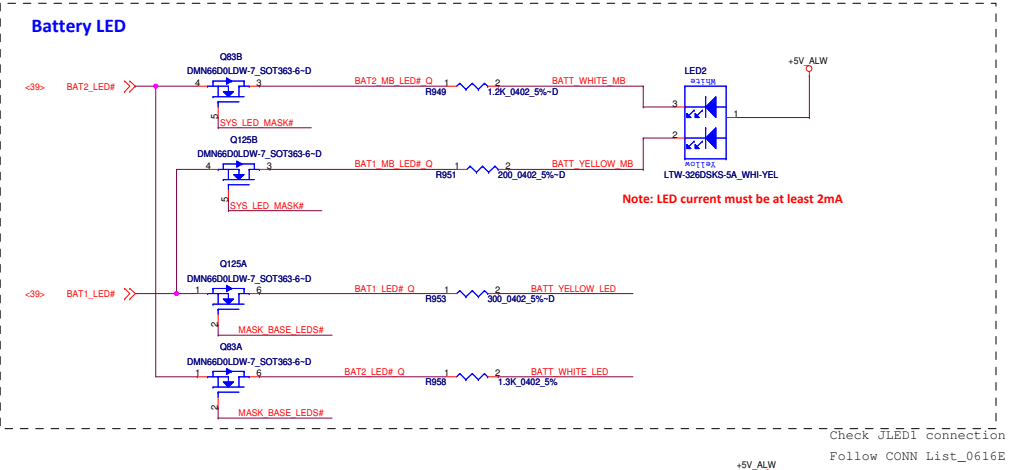 Battery LED
Q83B
DMN66D0LDW-7_SOT363-6~D
+5V_ALW
LED2
White
<39> BAT2_LED# 4 3 BAT2_MB_LED#_Q 1 2 BATT_WHITE_MB
R949 1.2K_0402_5%~D
3
1
5
SYS_LED_MASK#
Q125B
DMN66D0LDW-7_SOT363-6~D
2
4 3 BAT1_MB_LED#_Q 1 2 BATT_YELLOW_MB
Yellow
R951 200_0402_5%~D
LTW-326DSKS-5A_WHI-YEL
5
SYS_LED_MASK#
Note: LED current must be at least 2mA
Q125A
DMN66D0LDW-7_SOT363-6~D
<39> BAT1_LED# 1 6 BAT1_LED#_Q 1 2 BATT_YELLOW_LED
R953 300_0402_5%~D
2
MASK_BASE_LEDS#
Q83A
DMN66D0LDW-7_SOT363-6~D
1 6 BAT2_LED#_Q 1 2 BATT_WHITE_LED
R958 1.3K_0402_5%
2
MASK_BASE_LEDS#
Check JLED1 connection
Follow CONN List_0616E
+5V_ALW